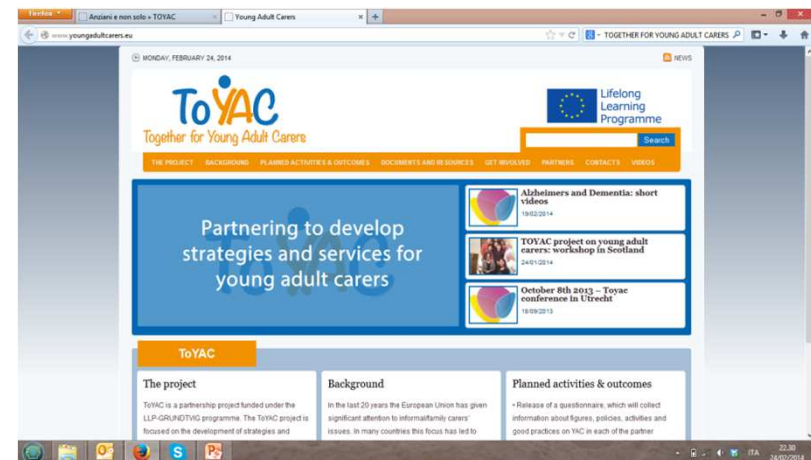 Firefox
Anziani e non solo » TOYAC
Young Adult Carers
www.youngadultcarers.eu
TOGETHER FOR YOUNG ADULT CARERS
MONDAY, FEBRUARY 24, 2014
NEWS
ToYAC
Together for Young Adult Carers
Lifelong
Learning
Programme
Search
THE PROJECT BACKGROUND PLANNED ACTIVITIES & OUTCOMES DOCUMENTS AND RESOURCES GET INVOLVED PARTNERS CONTACTS VIDEOS
Partnering to develop
strategies and services for
young adult carers
Alzheimers and Dementia: short
videos
19/02/2014
TOYAC project on young adult
carers: workshop in Scotland
24/01/2014
October 8th 2013 – Toyac
conference in Utrecht
18/09/2013
ToYAC
The project
ToYAC is a partnership project funded under the
LLP-GRUNDTVIG programme. The ToYAC project is
focused on the development of strategies and
Background
In the last 20 years the European Union has given
significant attention to informal/family carers'
issues. In many countries this focus has led to
Planned activities & outcomes
• Release of a questionnaire, which will collect
information about figures, policies, activities and
good practices on YAC in each of the partner
ITA
22.30
24/02/2014